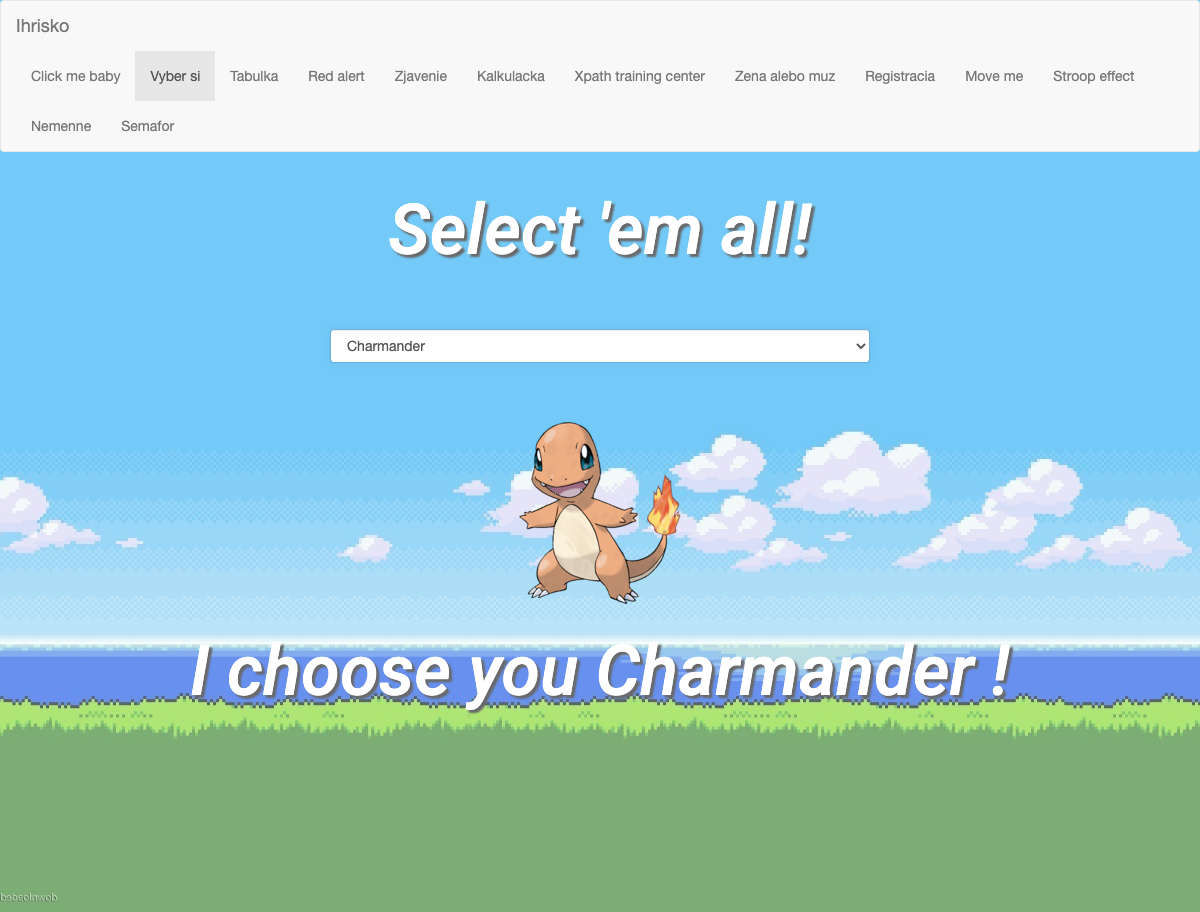 Ihrisko
Click me baby Vyber si Tabulka Red alert Zjavenie Kalkulacka Xpath training center Zena alebo muz Registracia Move me Stroop effect
Nemenne Semafor
Select 'em all!
Charmander
I choose you Charmander !
downloaded